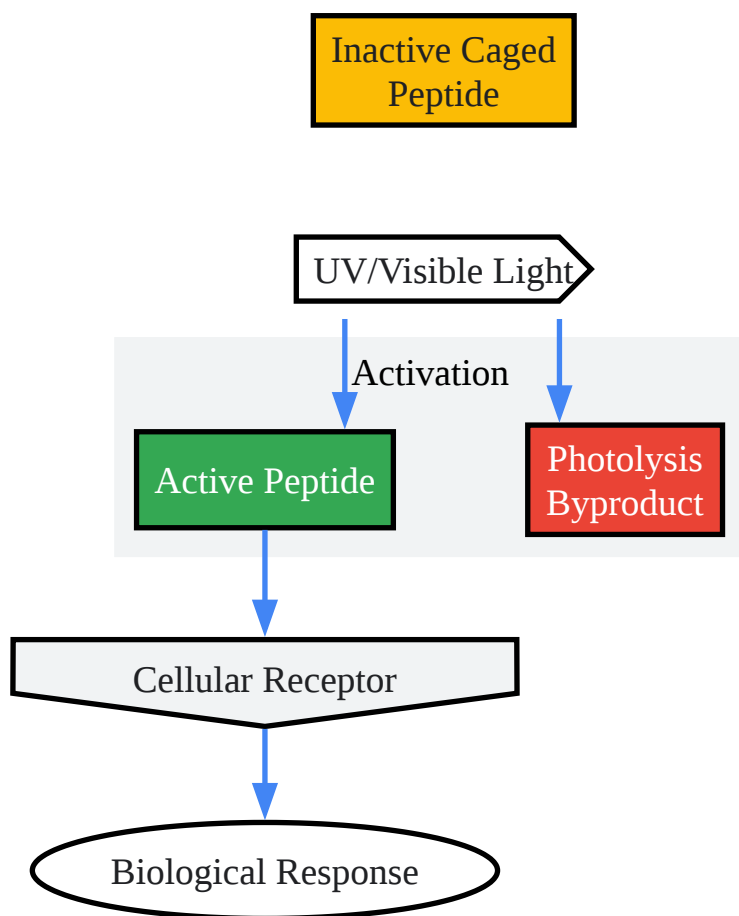 Inactive Caged
Peptide
UV/Visible Light
Activation
Active Peptide
Photolysis
Byproduct
Cellular Receptor
Biological Response